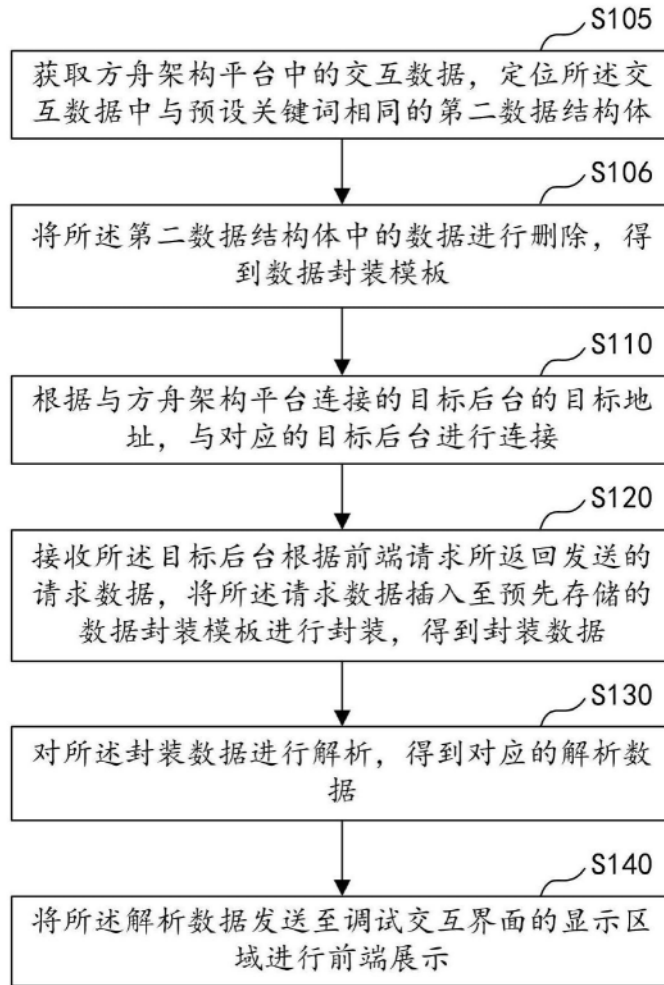 S105
获取方舟架构平台中的交互数据，定位所述交
互数据中与预设关键词相同的第二数据结构体
S106
将所述第二数据结构体中的数据进行删除，得
到数据封装模板
S110
根据与方舟架构平台连接的目标后台的目标地
址，与对应的目标后台进行连接
S120
接收所述目标后台根据前端请求所返回发送的
请求数据，将所述请求数据插入至预先存储的
数据封装模板进行封装，得到封装数据
S130
对所述封装数据进行解析，得到对应的解析数
据
S140
将所述解析数据发送至调试交互界面的显示区
域进行前端展示